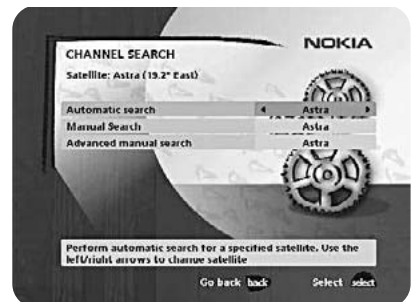 NOKIA
CHANNEL SEARCH
Satellite: Astra (19.2° East)
Automatic search Astra
Manual Search Astra
Advanced manual search Astra
Perform automatic search for a specified satellite. Use the
left/right arrows to change satellite
Go back back Select select